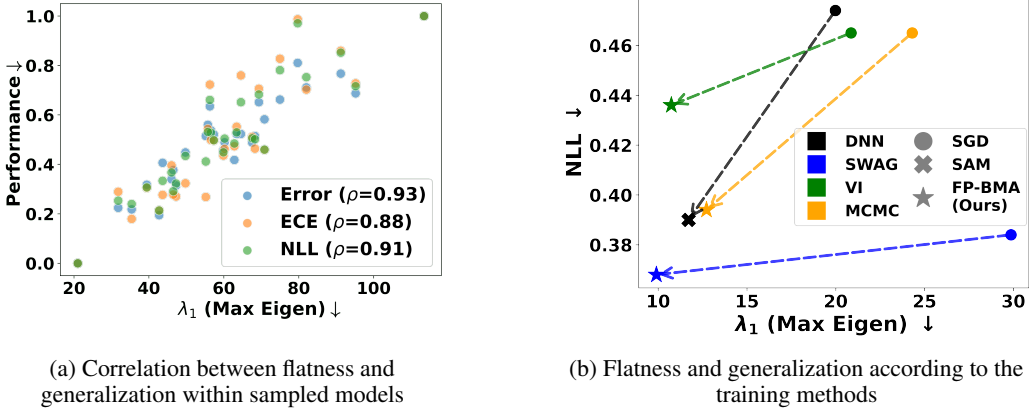 Performance↓
1.0
0.8
0.6
0.4
0.2
0.0
Error (ρ=0.93)
ECE (ρ=0.88)
NLL (ρ=0.91)
20
40
60
80
100
λ₁ (Max Eigen)↓
(a) Correlation between flatness and
generalization within sampled models
NLL ↓
0.46
0.44
0.42
0.40
0.38
DNN
SWAG
VI
MCMC
SGD
SAM
FP-BMA
(Ours)
10
15
20
25
30
λ₁ (Max Eigen) ↓
(b) Flatness and generalization according to the
training methods